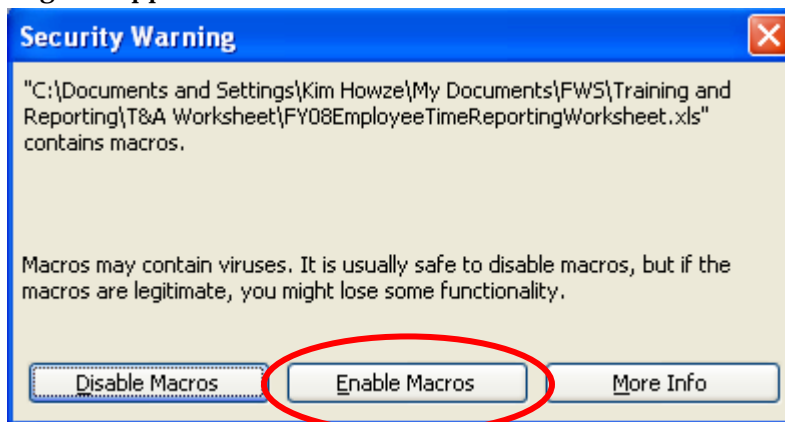 Security Warning
"C:\Documents and Settings\Kim Howze\My Documents\FWS\Training and
Reporting\T&A Worksheet\FY08EmployeeTimeReportingWorksheet.xls"
contains macros.
Macros may contain viruses. It is usually safe to disable macros, but if the
macros are legitimate, you might lose some functionality.
Disable Macros
Enable Macros
More Info